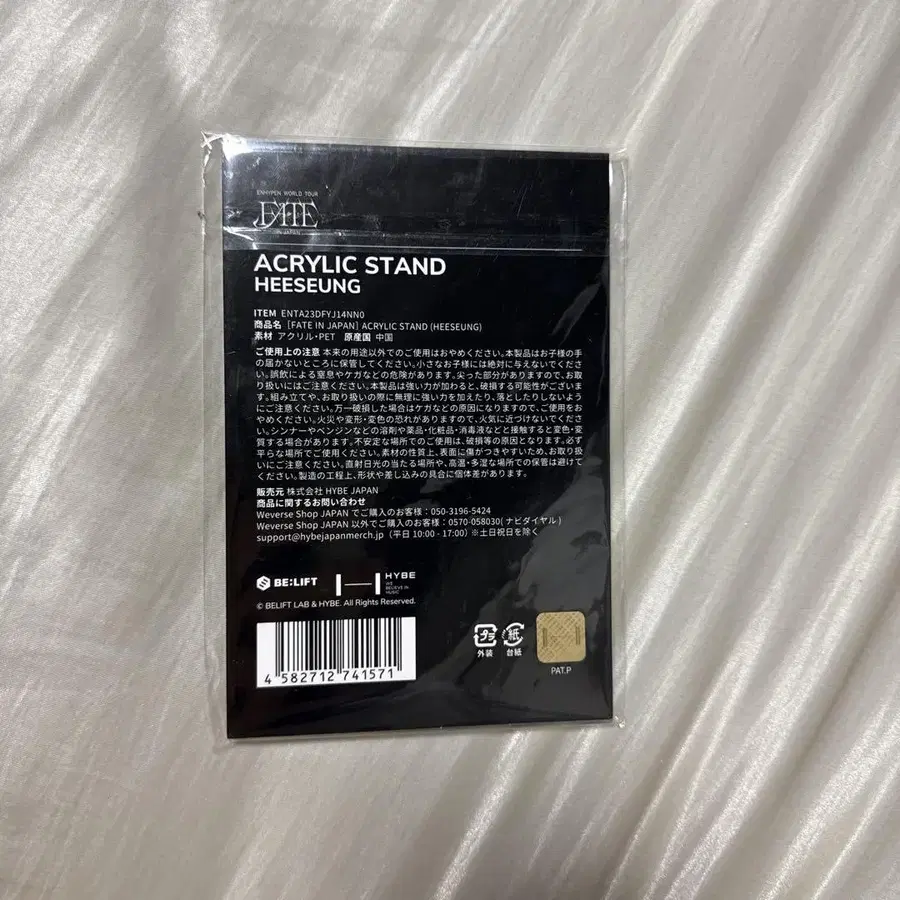 ENHYPEN WORLD TOUR
FATE
IN JAPAN
ACRYLIC STAND
HEESEUNG
ITEM ENTA23DFYJ14NN0
商品名 [FATE IN JAPAN] ACRYLIC STAND (HEESEUNG)
素材 アクリル・PET 原産国 中国
ご使用上の注意 本来の用途以外でのご使用はおやめください。本製品はお子様の手
の届かないところに保管してください。小さなお子様には絶対に与えないでくださ
い。誤飲による窒息やケガなどの危険があります。尖った部分がありますので、お取
り扱いにはご注意ください。本製品は強い力が加わると、破損する可能性がございま
す。組み立てや、お取り扱いの際に無理に強い力を加えたり、落としたりしないよう
にご注意ください。万一破損した場合はケガなどの原因になりますので、ご使用をお
やめください。火災や変形・変色の恐れがありますので、火気に近づけないでください。
シンナーやベンジンなどの溶剤や薬品・化粧品・消毒液などと接触すると変色・変
質する場合があります。不安定な場所でのご使用は、破損等の原因となります。必ず
平らな場所でご使用ください。素材の性質上、表面に傷がつきやすいため、お取り扱
いにご注意ください。直射日光の当たる場所や、高温・多湿な場所での保管は避けて
ください。製造の工程上、形状や差し込みの具合に個体差があります。
販売元 株式会社 HYBE JAPAN
商品に関するお問い合わせ
Weverse Shop JAPAN でご購入のお客様：050-3196-5424
Weverse Shop JAPAN 以外でご購入のお客様：0570-058030( ナビダイヤル )
support@hybejapanmerch.jp (平日 10:00 - 17:00) ※土日祝日を除く
BE:LIFT HYBE
WE BELIEVE IN MUSIC
© BELIFT LAB & HYBE. All Rights Reserved.
プラ 紙
外装 台紙
PAT.P
4 582712 741571